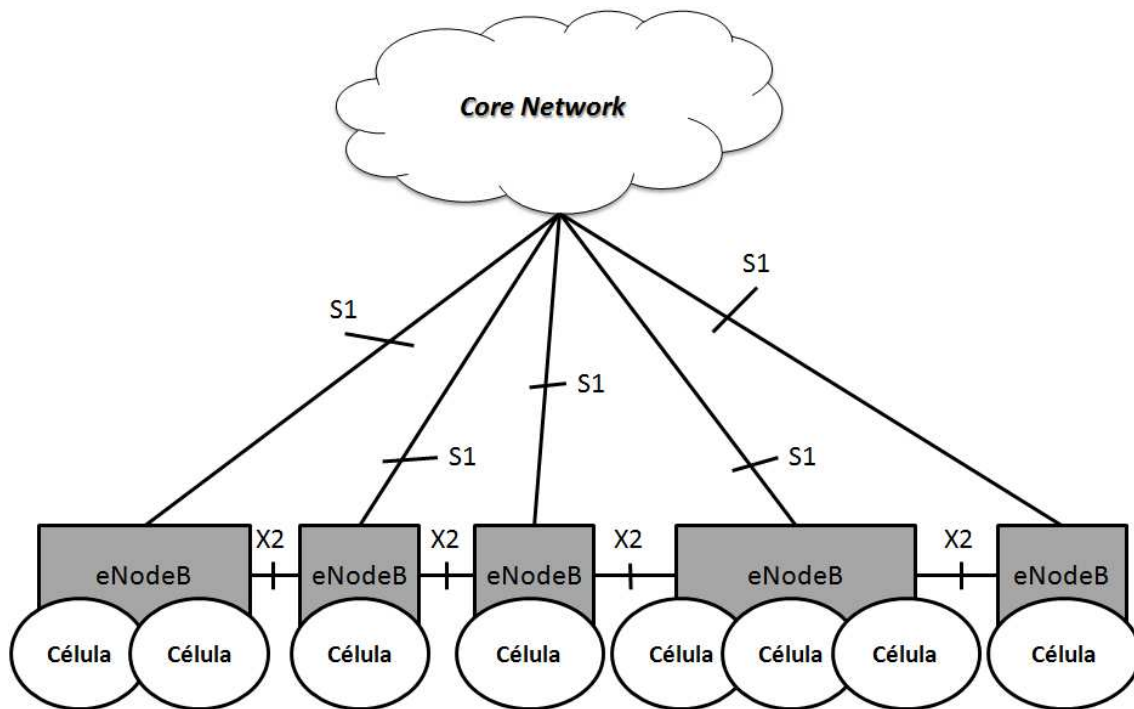 Core Network
S1
S1
S1
S1
S1
X2
X2
X2
X2
eNodeB
eNodeB
eNodeB
eNodeB
eNodeB
Célula
Célula
Célula
Célula
Célula
Célula
Célula
Célula